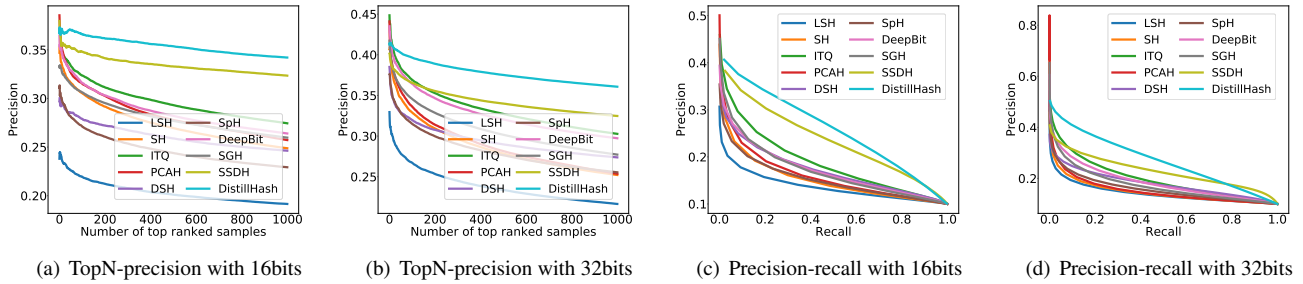 0.35
0.30
0.25
0.20
Precision
LSH
SH
ITQ
PCAH
DSH
SpH
DeepBit
SGH
SSDH
DistillHash
0 200 400 600 800 1000
Number of top ranked samples
(a) TopN-precision with 16bits
0.45
0.40
0.35
0.30
0.25
Precision
LSH
SH
ITQ
PCAH
DSH
SpH
DeepBit
SGH
SSDH
DistillHash
0 200 400 600 800 1000
Number of top ranked samples
(b) TopN-precision with 32bits
0.5
0.4
0.3
0.2
0.1
Precision
LSH
SH
ITQ
PCAH
DSH
SpH
DeepBit
SGH
SSDH
DistillHash
0.0 0.2 0.4 0.6 0.8 1.0
Recall
(c) Precision-recall with 16bits
0.8
0.6
0.4
0.2
Precision
LSH
SH
ITQ
PCAH
DSH
SpH
DeepBit
SGH
SSDH
DistillHash
0.0 0.2 0.4 0.6 0.8 1.0
Recall
(d) Precision-recall with 32bits